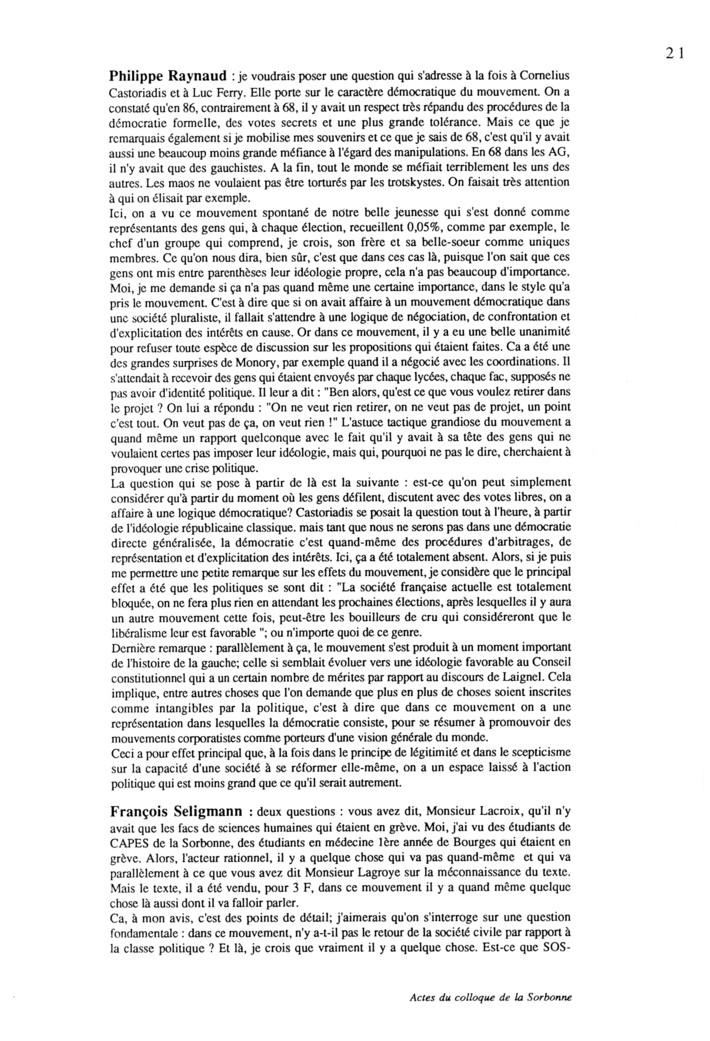 21
Philippe Raynaud : je voudrais poser une question qui s'adresse à la fois à Cornelius
Castoriadis et à Luc Ferry. Elle porte sur le caractère démocratique du mouvement. On a
constaté qu'en 86, contrairement à 68, il y avait un respect très répandu des procédures de la
démocratie formelle, des votes secrets et une plus grande tolérance. Mais ce que je
remarquais également si je mobilise mes souvenirs et ce que je sais de 68, c'est qu'il y avait
aussi une beaucoup moins grande méfiance à l'égard des manipulations. En 68 dans les AG,
il n'y avait que des gauchistes. A la fin, tout le monde se méfiait terriblement les uns des
autres. Les maos ne voulaient pas être torturés par les trotskystes. On faisait très attention
à qui on élisait par exemple.
Ici, on a vu ce mouvement spontané de notre belle jeunesse qui s'est donné comme
représentants des gens qui, à chaque élection, recueillent 0,05%, comme par exemple, le
chef d'un groupe qui comprend, je crois, son frère et sa belle-soeur comme uniques
membres. Ce qu'on nous dira, bien sûr, c'est que dans ces cas là, puisque l'on sait que ces
gens ont mis entre parenthèses leur idéologie propre, cela n'a pas beaucoup d'importance.
Moi, je me demande si ça n'a pas quand même une certaine importance, dans le style qu'a
pris le mouvement. C'est à dire que si on avait affaire à un mouvement démocratique dans
une société pluraliste, il fallait s'attendre à une logique de négociation, de confrontation et
d'explicitation des intérêts en cause. Or dans ce mouvement, il y a eu une belle unanimité
pour refuser toute espèce de discussion sur les propositions qui étaient faites. Ca a été une
des grandes surprises de Monory, par exemple quand il a négocié avec les coordinations. Il
s'attendait à recevoir des gens qui étaient envoyés par chaque lycées, chaque fac, supposés ne
pas avoir d'identité politique. Il leur a dit : "Ben alors, qu'est ce que vous voulez retirer dans
le projet ? On lui a répondu : "On ne veut rien retirer, on ne veut pas de projet, un point
c'est tout. On veut pas de ça, on veut rien !" L'astuce tactique grandiose du mouvement a
quand même un rapport quelconque avec le fait qu'il y avait à sa tête des gens qui ne
voulaient certes pas imposer leur idéologie, mais qui, pourquoi ne pas le dire, cherchaient à
provoquer une crise politique.
La question qui se pose à partir de là est la suivante : est-ce qu'on peut simplement
considérer qu'à partir du moment où les gens défilent, discutent avec des votes libres, on a
affaire à une logique démocratique? Castoriadis se posait la question tout à l'heure, à partir
de l'idéologie républicaine classique. mais tant que nous ne serons pas dans une démocratie
directe généralisée, la démocratie c'est quand-même des procédures d'arbitrages, de
représentation et d'explicitation des intérêts. Ici, ça a été totalement absent. Alors, si je puis
me permettre une petite remarque sur les effets du mouvement, je considère que le principal
effet a été que les politiques se sont dit : "La société française actuelle est totalement
bloquée, on ne fera plus rien en attendant les prochaines élections, après lesquelles il y aura
un autre mouvement cette fois, peut-être les bouilleurs de cru qui considéreront que le
libéralisme leur est favorable "; ou n'importe quoi de ce genre.
Dernière remarque : parallèlement à ça, le mouvement s'est produit à un moment important
de l'histoire de la gauche; celle si semblait évoluer vers une idéologie favorable au Conseil
constitutionnel qui a un certain nombre de mérites par rapport au discours de Laignel. Cela
implique, entre autres choses que l'on demande que plus en plus de choses soient inscrites
comme intangibles par la politique, c'est à dire que dans ce mouvement on a une
représentation dans lesquelles la démocratie consiste, pour se résumer à promouvoir des
mouvements corporatistes comme porteurs d'une vision générale du monde.
Ceci a pour effet principal que, à la fois dans le principe de légitimité et dans le scepticisme
sur la capacité d'une société à se réformer elle-même, on a un espace laissé à l'action
politique qui est moins grand que ce qu'il serait autrement.
François Seligmann : deux questions : vous avez dit, Monsieur Lacroix, qu'il n'y
avait que les facs de sciences humaines qui étaient en grève. Moi, j'ai vu des étudiants de
CAPES de la Sorbonne, des étudiants en médecine 1ère année de Bourges qui étaient en
grève. Alors, l'acteur rationnel, il y a quelque chose qui va pas quand-même et qui va
parallèlement à ce que vous avez dit Monsieur Lagroye sur la méconnaissance du texte.
Mais le texte, il a été vendu, pour 3 F, dans ce mouvement il y a quand même quelque
chose là aussi dont il va falloir parler.
Ca, à mon avis, c'est des points de détail; j'aimerais qu'on s'interroge sur une question
fondamentale : dans ce mouvement, n'y a-t-il pas le retour de la société civile par rapport à
la classe politique ? Et là, je crois que vraiment il y a quelque chose. Est-ce que SOS-
Actes du colloque de la Sorbonne